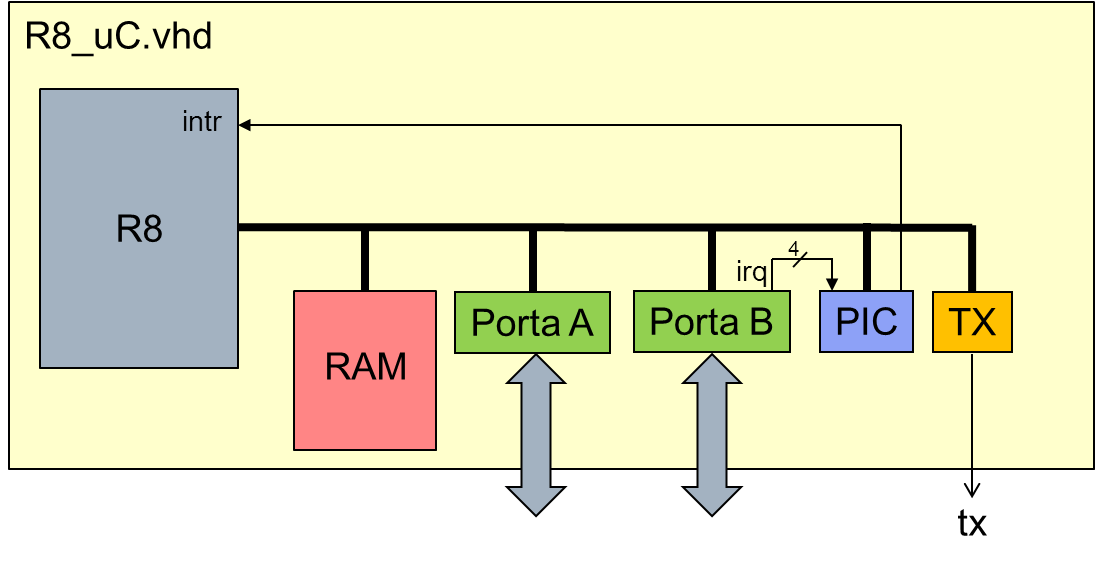 R8_uC.vhd
intr
R8
4
irq
RAM
Porta A
Porta B
PIC
TX
tx